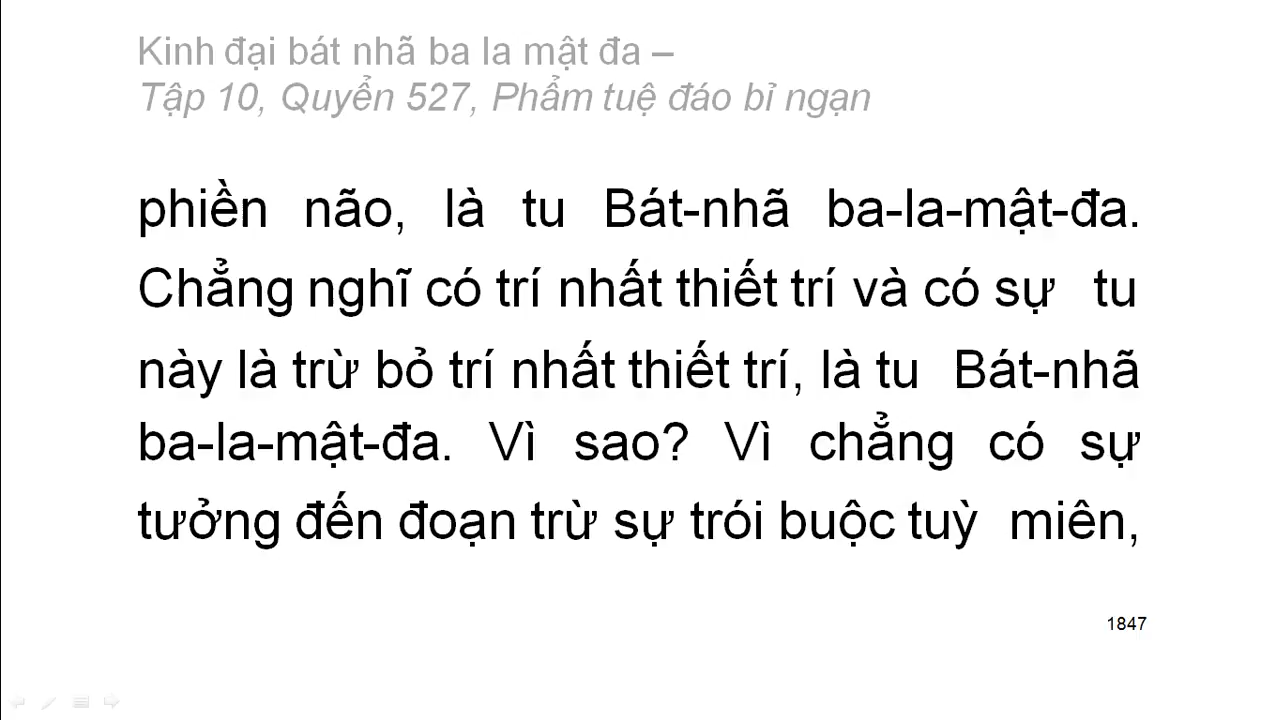 Kinh đại bát nhã ba la mật đa –
Tập 10, Quyển 527, Phẩm tuệ đáo bỉ ngạn
phiền não, là tu Bát-nhã ba-la-mật-đa.
Chẳng nghĩ có trí nhất thiết trí và có sự tu
này là trừ bỏ trí nhất thiết trí, là tu Bát-nhã
ba-la-mật-đa. Vì sao? Vì chẳng có sự
tưởng đến đoạn trừ sự trói buộc tuỳ miên,
1847